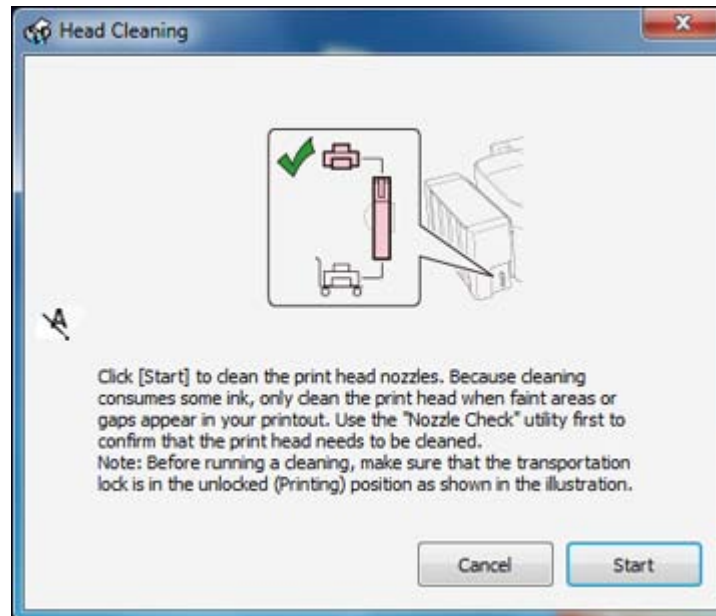 Head Cleaning
A
Click [Start] to clean the print head nozzles. Because cleaning
consumes some ink, only clean the print head when faint areas or
gaps appear in your printout. Use the "Nozzle Check" utility first to
confirm that the print head needs to be cleaned.
Note: Before running a cleaning, make sure that the transportation
lock is in the unlocked (Printing) position as shown in the illustration.
Cancel
Start